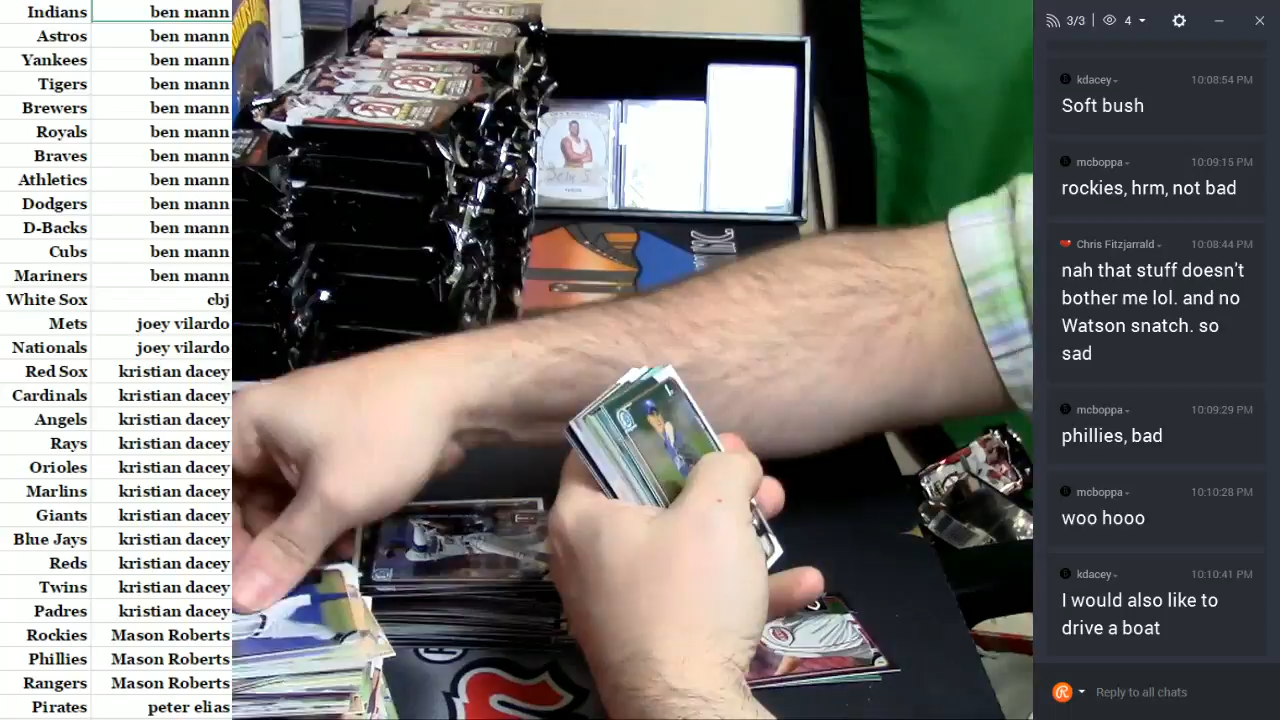 Indians ben mann
Astros ben mann
Yankees ben mann
Tigers ben mann
Brewers ben mann
Royals ben mann
Braves ben mann
Athletics ben mann
Dodgers ben mann
D-Backs ben mann
Cubs ben mann
Mariners ben mann
White Sox cbj
Mets joey vilardo
Nationals joey vilardo
Red Sox kristian dacey
Cardinals kristian dacey
Angels kristian dacey
Rays kristian dacey
Orioles kristian dacey
Marlins kristian dacey
Giants kristian dacey
Blue Jays kristian dacey
Reds kristian dacey
Twins kristian dacey
Padres kristian dacey
Rockies Mason Roberts
Phillies Mason Roberts
Rangers Mason Roberts
Pirates peter elias
3/3 4
kdacey 10:08:54 PM
Soft bush
mcboppa 10:09:15 PM
rockies, hrm, not bad
Chris Fitzjarrald 10:08:44 PM
nah that stuff doesn't
bother me lol. and no
Watson snatch. so
sad
mcboppa 10:09:29 PM
phillies, bad
mcboppa 10:10:28 PM
woo hooo
kdacey 10:10:41 PM
I would also like to
drive a boat
Reply to all chats